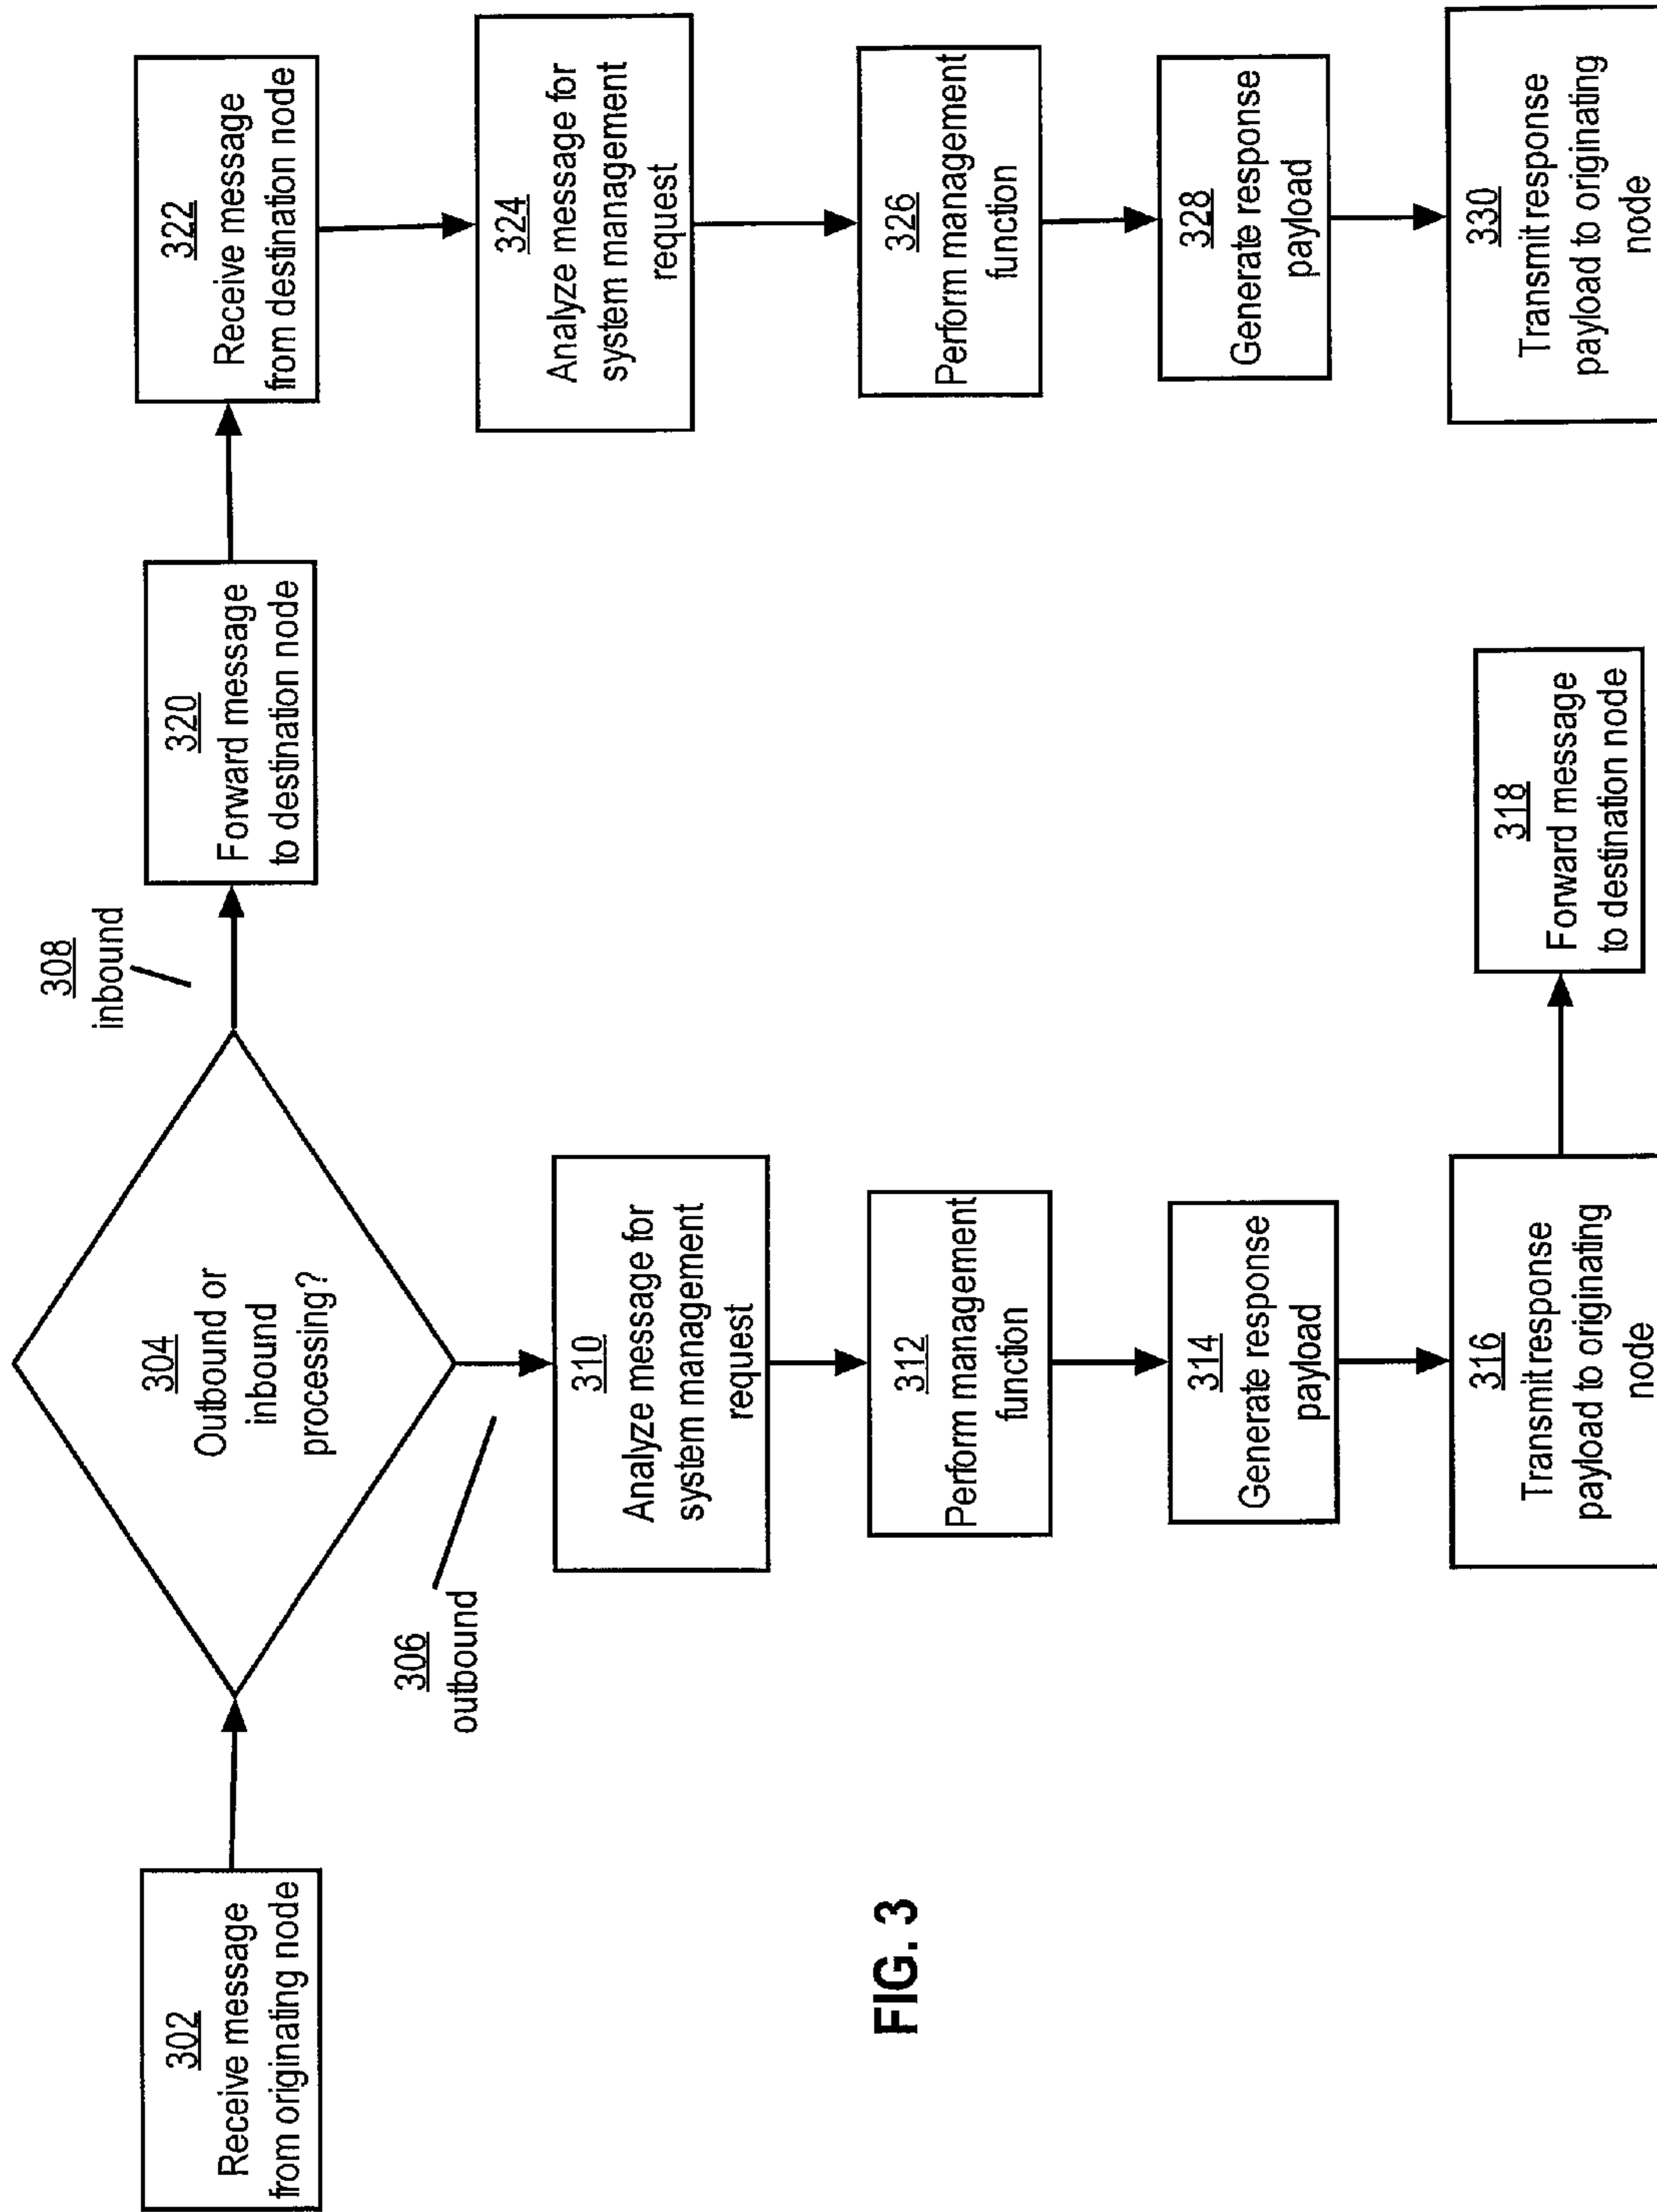 302
Receive message
from originating node
304
Outbound or
inbound
processing?
308
inbound
306
outbound
320
Forward message
to destination node
322
Receive message
from destination node
310
Analyze message for
system management
request
312
Perform management
function
314
Generate response
payload
316
Transmit response
payload to originating
node
318
Forward message
to destination node
324
Analyze message for
system management
request
326
Perform management
function
328
Generate response
payload
330
Transmit response
payload to originating
node
FIG. 3